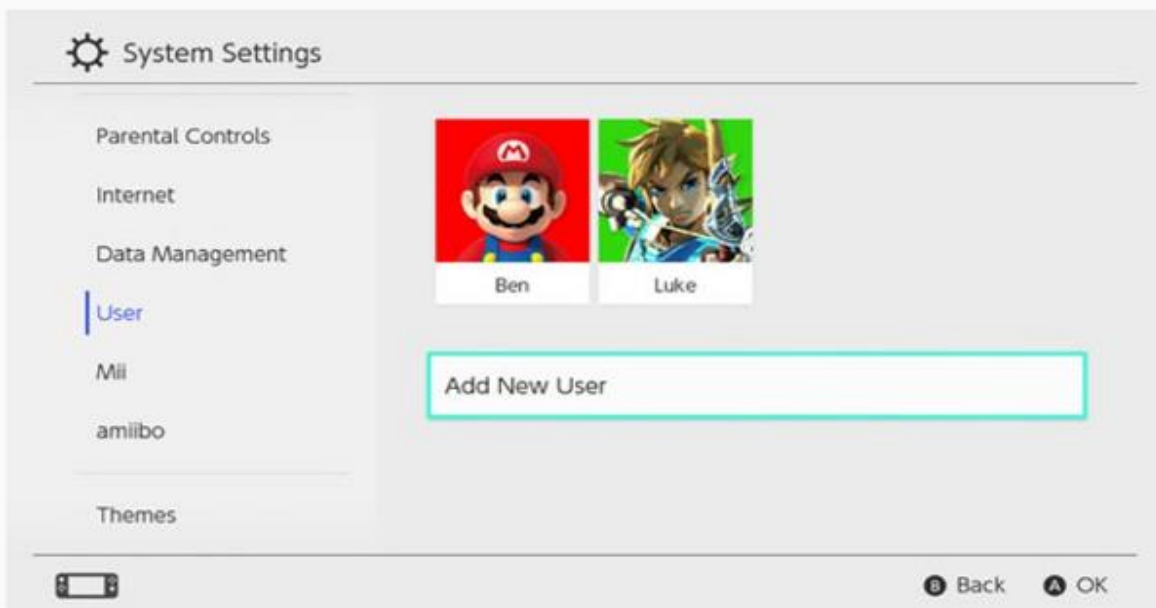 System Settings
Parental Controls
Internet
Data Management
User
Mii
amiibo
Themes
M
Ben
Luke
Add New User
B Back
A OK